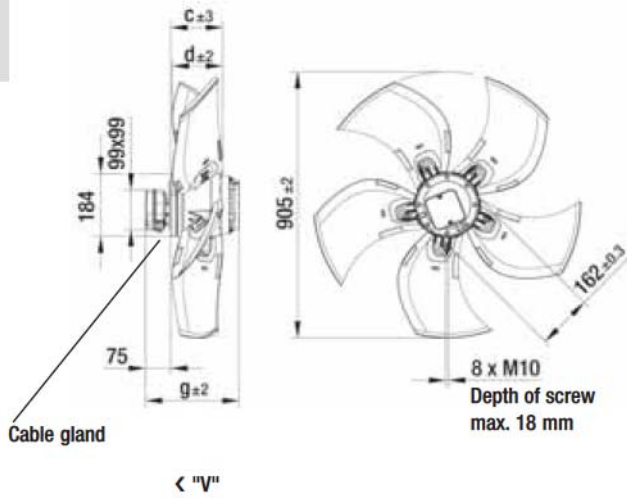 c±3
d±2
99x99
184
905±2
162±0.3
75
g±2
8 x M10
Depth of screw
max. 18 mm
Cable gland
< "V"